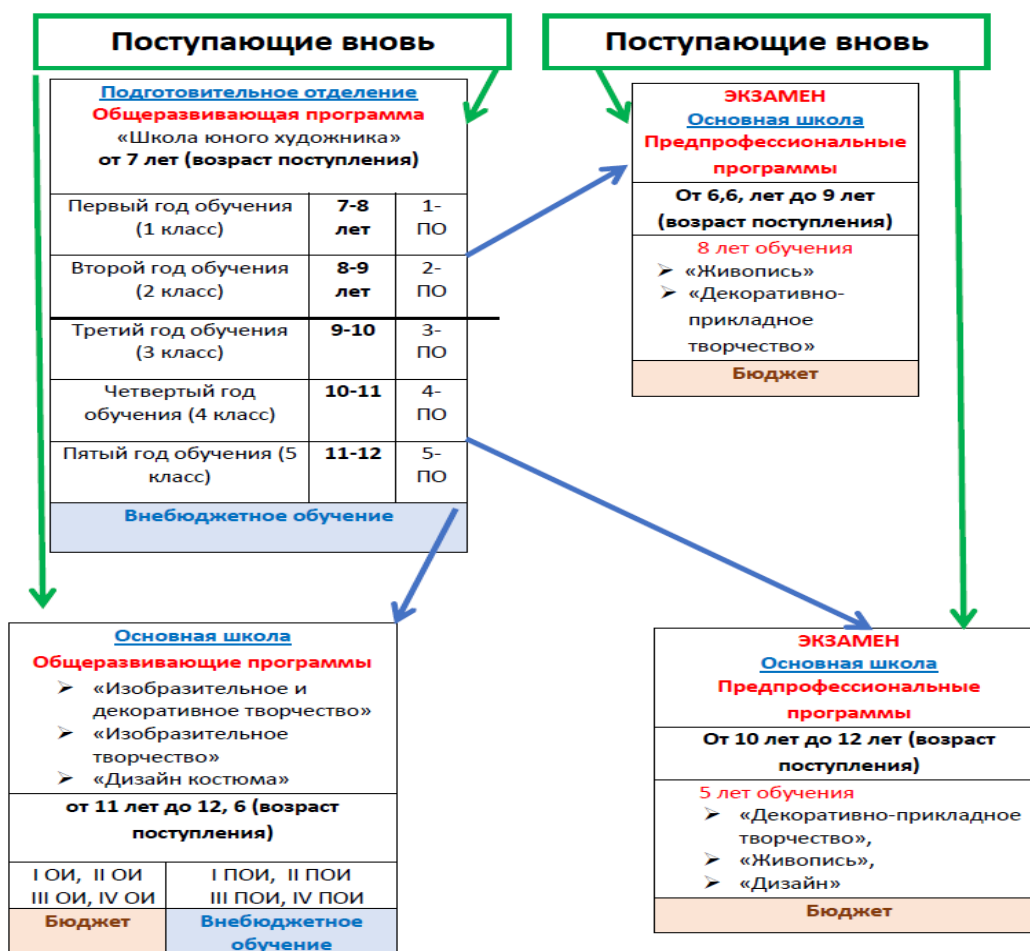 Поступающие вновь
Поступающие вновь
Подготовительное отделение
Общеразвивающая программа
«Школа юного художника»
от 7 лет (возраст поступления)
Первый год обучения
(1 класс)
7-8
лет
1-
ПО
Второй год обучения
(2 класс)
8-9
лет
2-
ПО
Третий год обучения
(3 класс)
9-10
3-
ПО
Четвертый год
обучения (4 класс)
10-11
4-
ПО
Пятый год обучения (5
класс)
11-12
5-
ПО
Внебюджетное обучение
ЭКЗАМЕН
Основная школа
Предпрофессиональные
программы
От 6,6, лет до 9 лет
(возраст поступления)
8 лет обучения
➢ «Живопись»
➢ «Декоративно-
прикладное
творчество»
Бюджет
Основная школа
Общеразвивающие программы
➢ «Изобразительное и
декоративное творчество»
➢ «Изобразительное
творчество»
➢ «Дизайн костюма»
от 11 лет до 12, 6 (возраст
поступления)
I ОИ, II ОИ
III ОИ, IV ОИ
I ПОИ, II ПОИ
III ПОИ, IV ПОИ
Бюджет
Внебюджетное
обучение
ЭКЗАМЕН
Основная школа
Предпрофессиональные
программы
От 10 лет до 12 лет (возраст
поступления)
5 лет обучения
➢ «Декоративно-прикладное
творчество»,
➢ «Живопись»,
➢ «Дизайн»
Бюджет